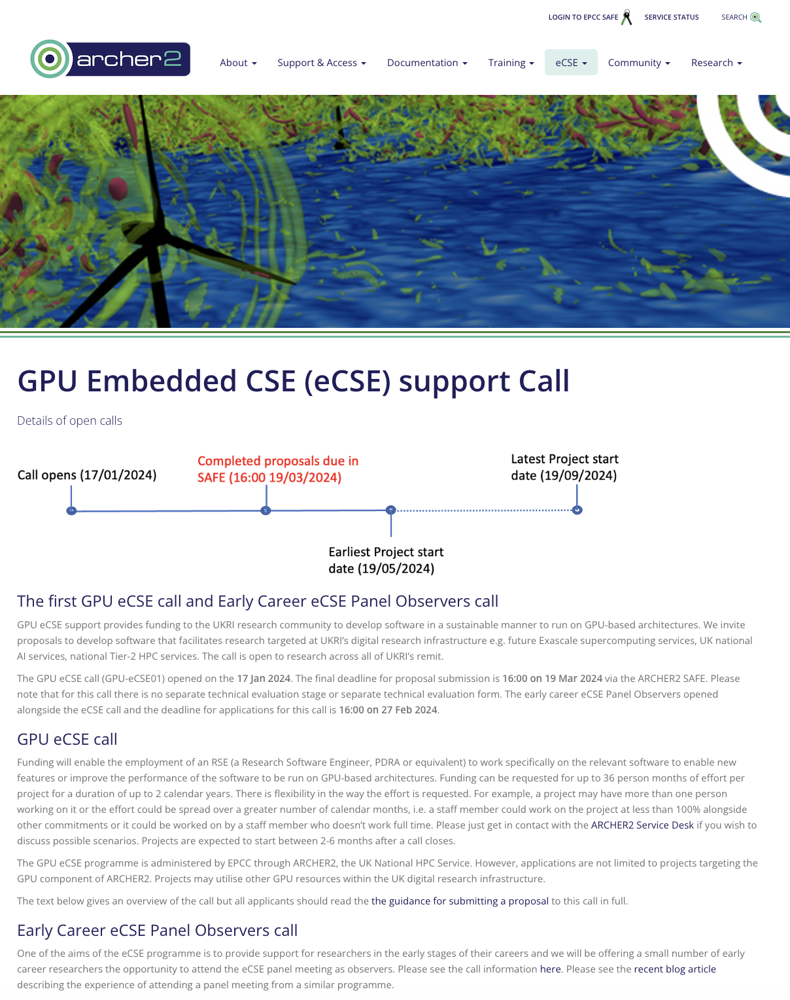 LOGIN TO EPCC SAFE
SERVICE STATUS
SEARCH
archer2
About
Support & Access
Documentation
Training
eCSE
Community
Research
GPU Embedded CSE (eCSE) support Call
Details of open calls
Call opens (17/01/2024)
Completed proposals due in
SAFE (16:00 19/03/2024)
Latest Project start
date (19/09/2024)
Earliest Project start
date (19/05/2024)
The first GPU eCSE call and Early Career eCSE Panel Observers call
GPU eCSE support provides funding to the UKRI research community to develop software in a sustainable manner to run on GPU-based architectures. We invite
proposals to develop software that facilitates research targeted at UKRI’s digital research infrastructure e.g. future Exascale supercomputing services, UK national
AI services, national Tier-2 HPC services. The call is open to research across all of UKRI’s remit.
The GPU eCSE call (GPU-eCSE01) opened on the 17 Jan 2024. The final deadline for proposal submission is 16:00 on 19 Mar 2024 via the ARCHER2 SAFE. Please
note that for this call there is no separate technical evaluation stage or separate technical evaluation form. The early career eCSE Panel Observers opened
alongside the eCSE call and the deadline for applications for this call is 16:00 on 27 Feb 2024.
GPU eCSE call
Funding will enable the employment of an RSE (a Research Software Engineer, PDRA or equivalent) to work specifically on the relevant software to enable new
features or improve the performance of the software to be run on GPU-based architectures. Funding can be requested for up to 36 person months of effort per
project for a duration of up to 2 calendar years. There is flexibility in the way the effort is requested. For example, a project may have more than one person
working on it or the effort could be spread over a greater number of calendar months, i.e. a staff member could work on the project at less than 100% alongside
other commitments or it could be worked on by a staff member who doesn’t work full time. Please just get in contact with the ARCHER2 Service Desk if you wish to
discuss possible scenarios. Projects are expected to start between 2-6 months after a call closes.
The GPU eCSE programme is administered by EPCC through ARCHER2, the UK National HPC Service. However, applications are not limited to projects targeting the
GPU component of ARCHER2. Projects may utilise other GPU resources within the UK digital research infrastructure.
The text below gives an overview of the call but all applicants should read the the guidance for submitting a proposal to this call in full.
Early Career eCSE Panel Observers call
One of the aims of the eCSE programme is to provide support for researchers in the early stages of their careers and we will be offering a small number of early
career researchers the opportunity to attend the eCSE panel meeting as observers. Please see the call information here. Please see the recent blog article
describing the experience of attending a panel meeting from a similar programme.